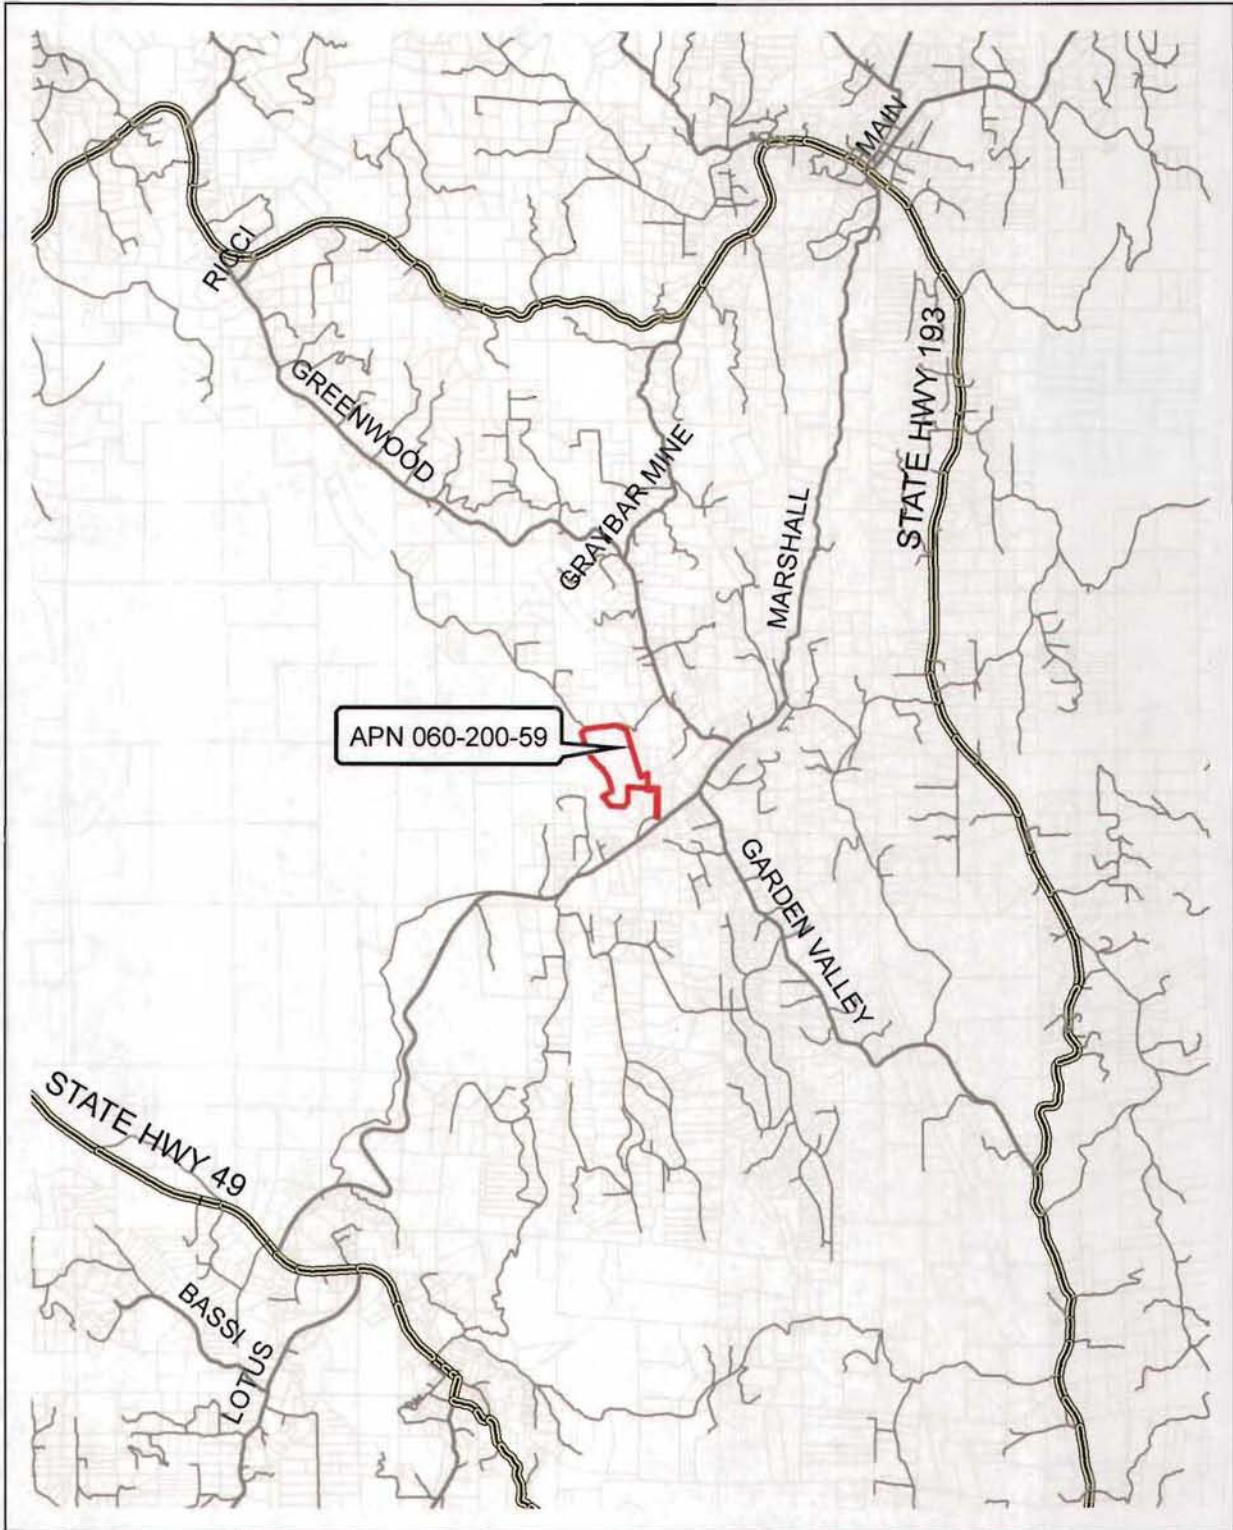 MAIN
RICCI
STATE HWY 193
GREENWOOD
GRAYBAR MINE
MARSHALL
APN 060-200-59
GARDEN VALLEY
STATE HWY 49
BASSI
LOTUS